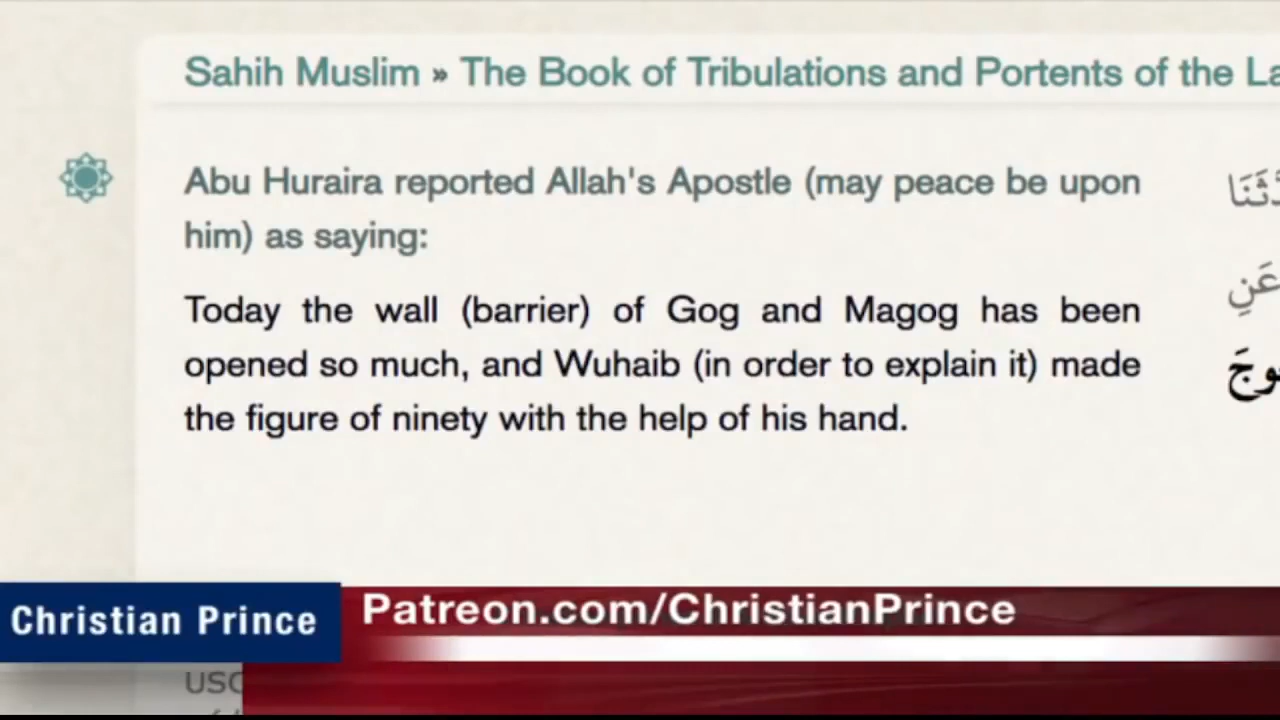 Sahih Muslim » The Book of Tribulations and Portents of the La
Abu Huraira reported Allah's Apostle (may peace be upon
him) as saying:
Today the wall (barrier) of Gog and Magog has been
opened so much, and Wuhaib (in order to explain it) made
the figure of ninety with the help of his hand.
عَنِ
Christian Prince
Patreon.com/ChristianPrince